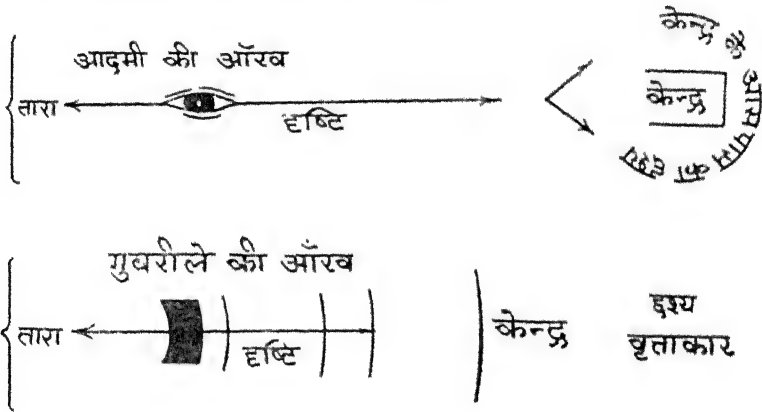 आदमी की आँख
तारा
दृष्टि
केन्द्र
केन्द्र के आसपास का दृश्य
गुबरीले की आँख
तारा
दृष्टि
केन्द्र
दृश्य
वृत्ताकार